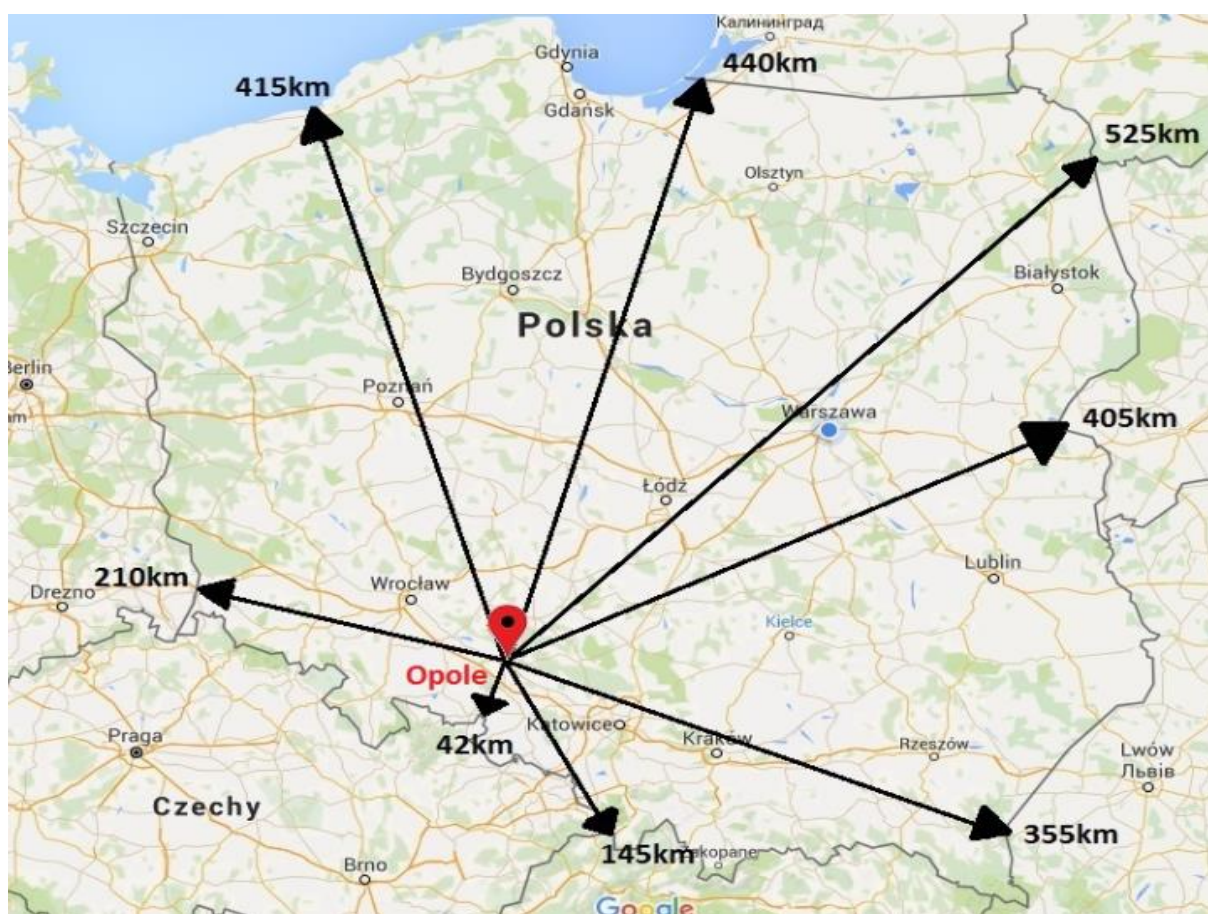 Калининград
Gdynia
440km
415km
Gdańsk
525km
Olsztyn
Szczecin
Bydgoszcz
Białystok
Polska
Berlin
Poznań
Warszawa
405km
Łódź
Lublin
210km
Wrocław
Drezno
Kielce
Opole
Katowice
42km
Kraków
Rzeszów
Praga
Lwów
Львів
Czechy
355km
145km
Zakopane
Brno
Google